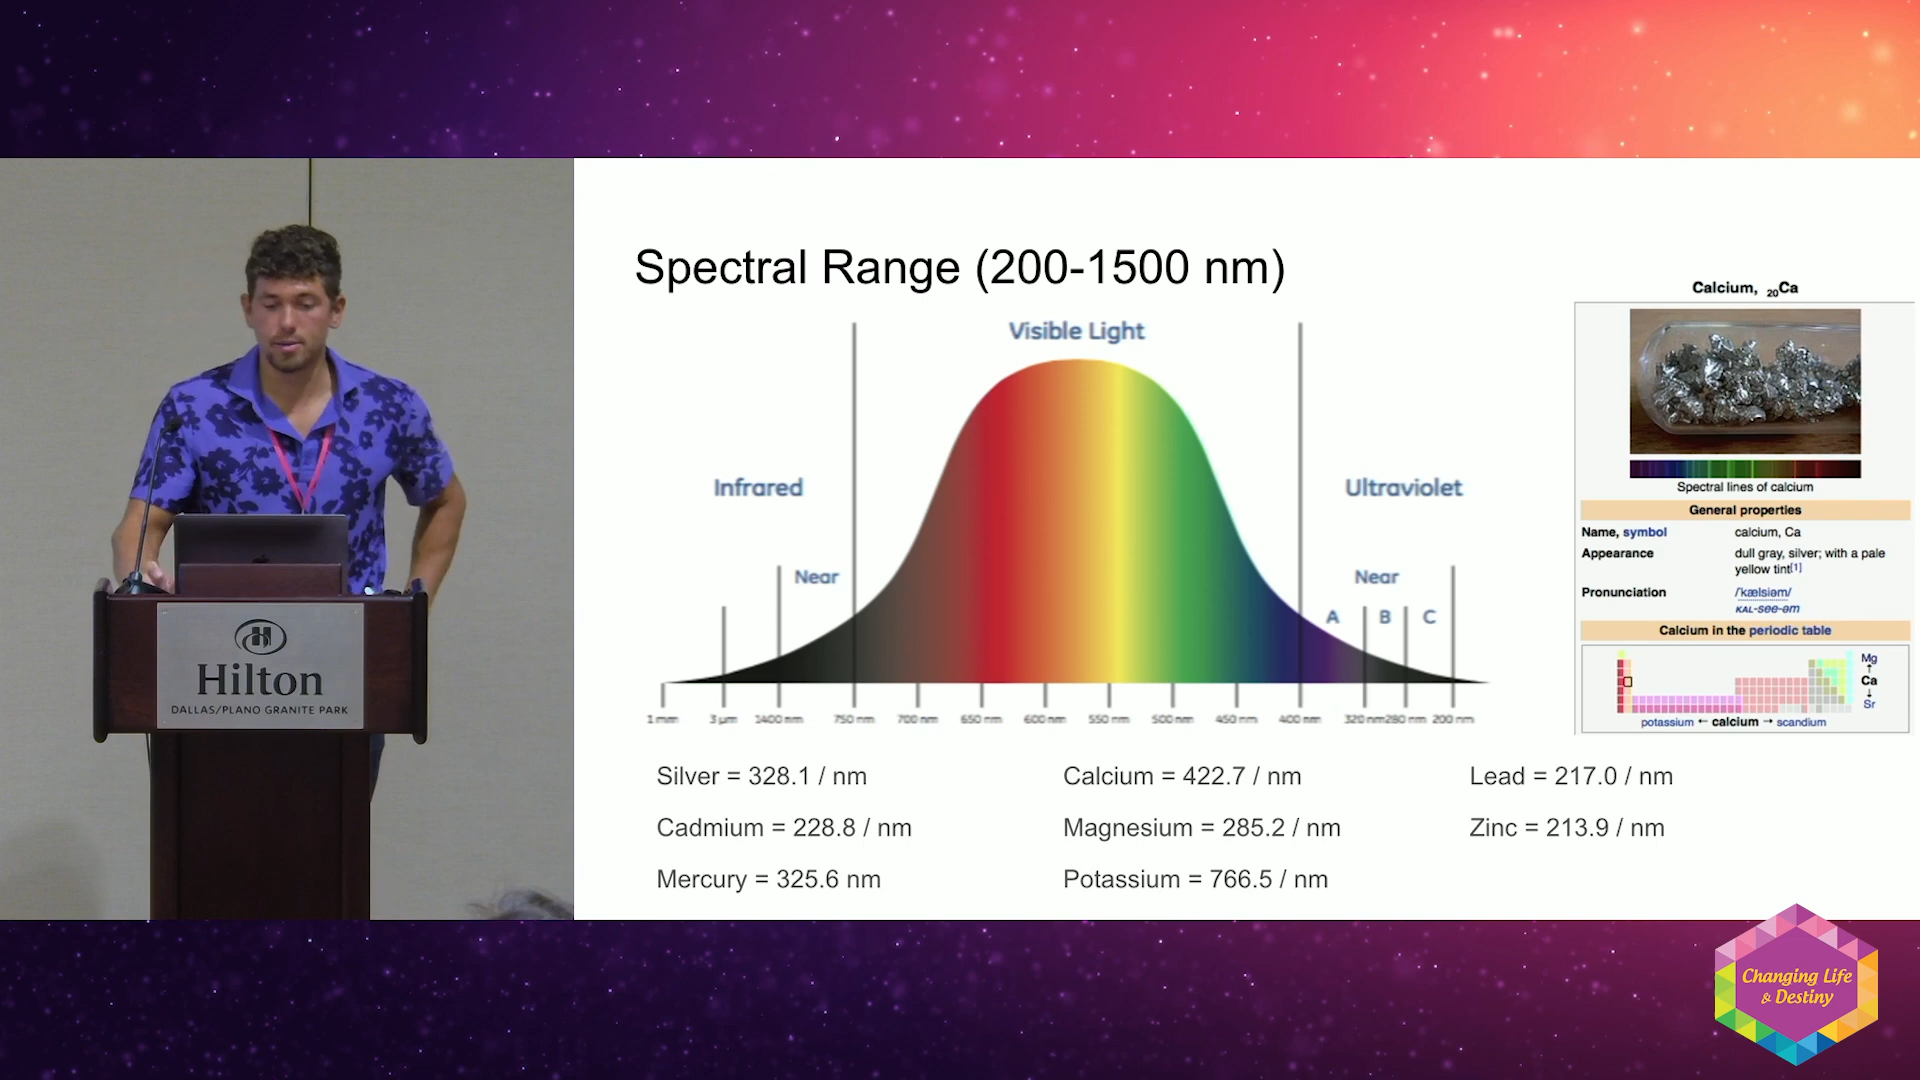 Spectral Range (200-1500 nm)
Visible Light
Infrared
Ultraviolet
Near
Near
A
B
C
1 mm
3 µm
1400 nm
750 nm
700 nm
650 nm
600 nm
550 nm
500 nm
450 nm
400 nm
320 nm
280 nm
200 nm
Silver = 328.1 / nm
Cadmium = 228.8 / nm
Mercury = 325.6 nm
Calcium = 422.7 / nm
Magnesium = 285.2 / nm
Potassium = 766.5 / nm
Lead = 217.0 / nm
Zinc = 213.9 / nm
Calcium, ₂₀Ca
Spectral lines of calcium
General properties
Name, symbol calcium, Ca
Appearance dull gray, silver; with a pale
yellow tint[1]
Pronunciation /ˈkælsiəm/
KAL-see-əm
Calcium in the periodic table
Mg
↑
Ca
↓
Sr
potassium ← calcium → scandium
Hilton
DALLAS/PLANO GRANITE PARK
Changing Life
& Destiny